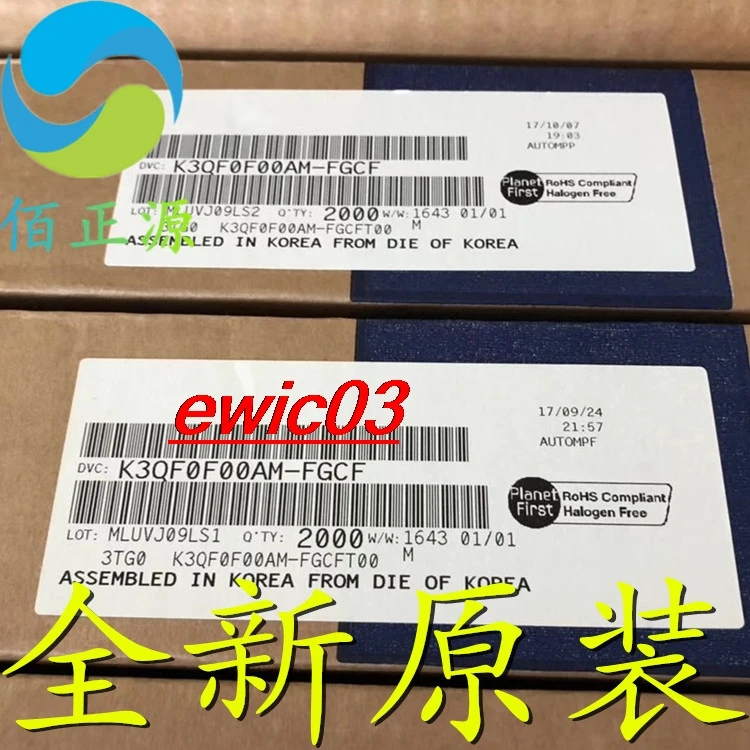 17/10/07
19:03
AUTOMPP
DVC: K3QF0F00AM-FGCF
Planet First RoHS Compliant
Halogen Free
LOT: MLUVJ09LS2 Q'TY: 2000 W/W: 1643 01/01
K3QF0F00AM-FGCFT00 M
ASSEMBLED IN KOREA FROM DIE OF KOREA
佰正源
ewic03
17/09/24
21:57
AUTOMPF
DVC: K3QF0F00AM-FGCF
Planet First RoHS Compliant
Halogen Free
LOT: MLUVJ09LS1 Q'TY: 2000 W/W: 1643 01/01
3TG0 K3QF0F00AM-FGCFT00 M
ASSEMBLED IN KOREA FROM DIE OF KOREA
全新原装